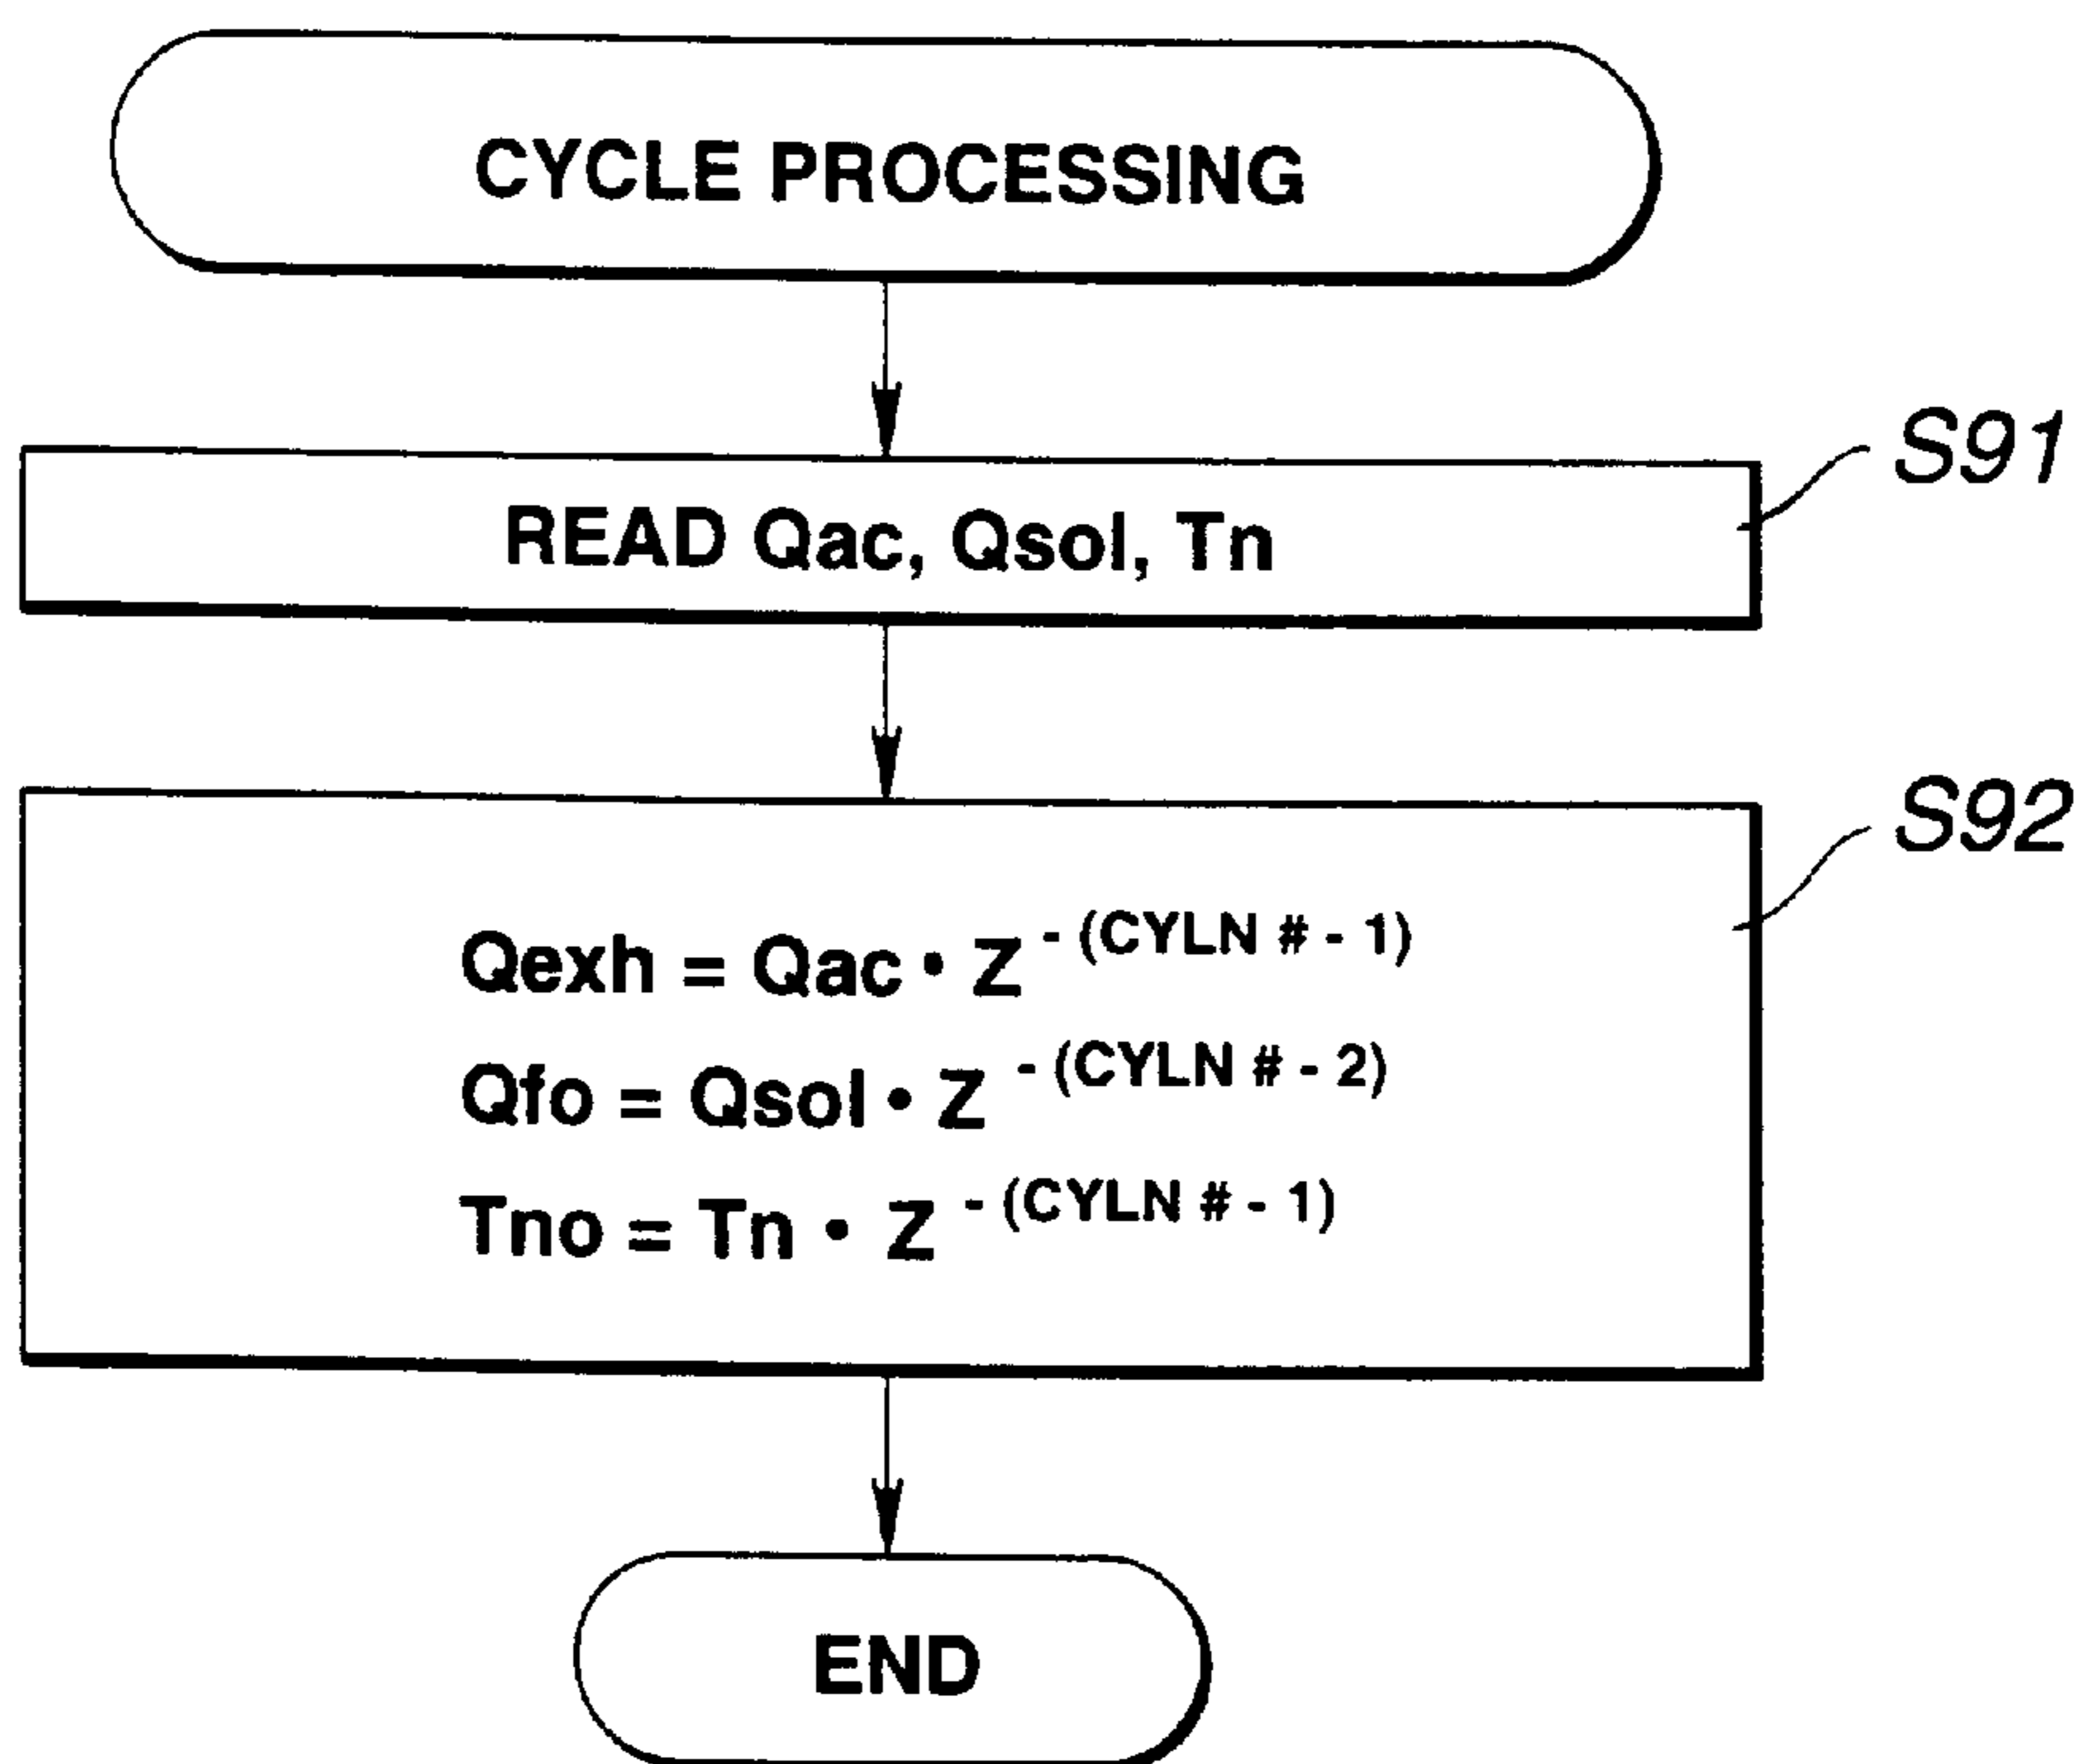 CYCLE PROCESSING
S91
READ Qac, Qsol, Tn
S92
Qexh = Qac • Z - (CYLN # - 1)
Qfo = Qsol • Z - (CYLN # - 2)
Tno = Tn • Z - (CYLN # - 1)
END